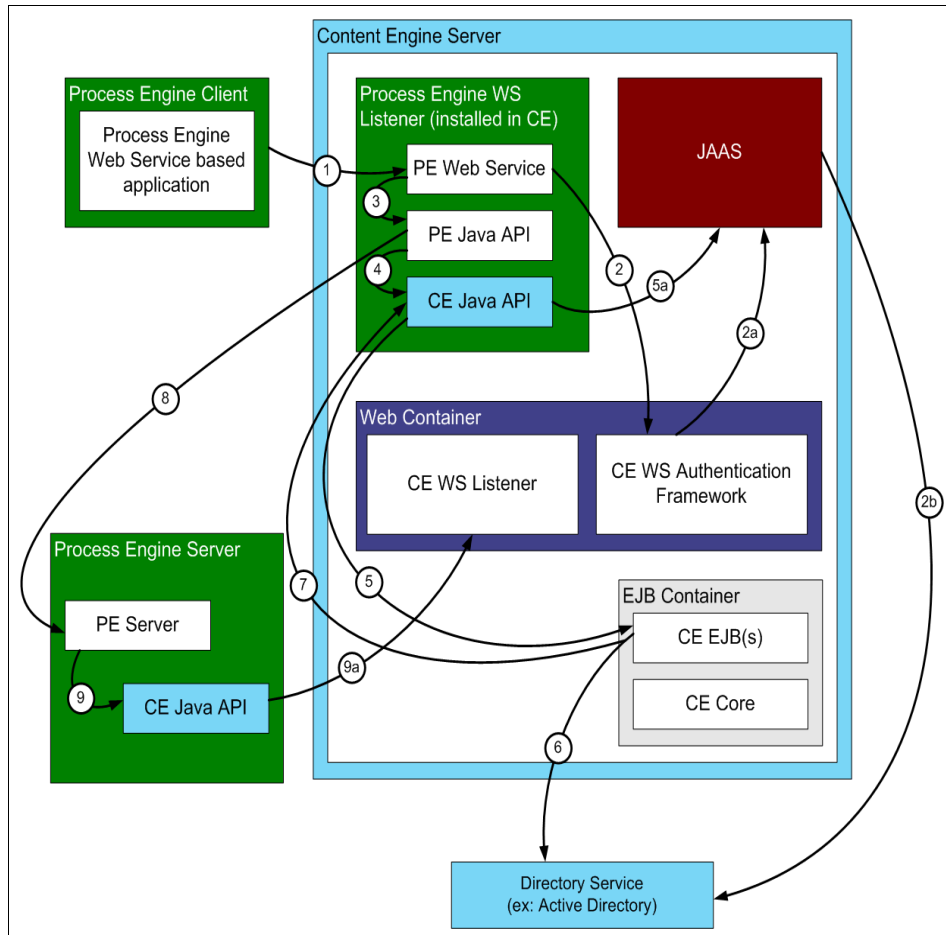 Content Engine Server
Process Engine Client
Process Engine
Web Service based
application
Process Engine WS
Listener (installed in CE)
PE Web Service
PE Java API
CE Java API
JAAS
1
3
4
2
5a
2a
8
Web Container
CE WS Listener
CE WS Authentication
Framework
2b
Process Engine Server
PE Server
9
CE Java API
9a
7
5
EJB Container
CE EJB(s)
CE Core
6
Directory Service
(ex: Active Directory)